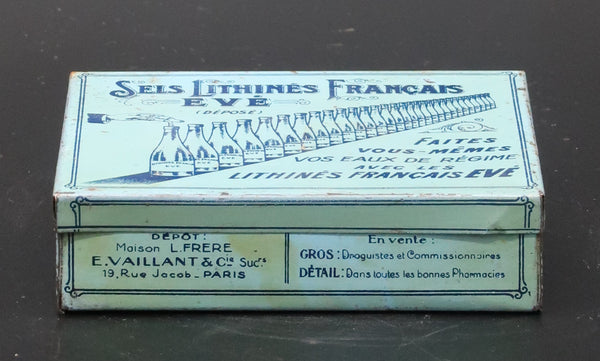 SELS LITHINÉS FRANÇAIS
EVÉ
(DÉPOSÉ)
EVE
FAITES
VOUS-MÊMES
VOS EAUX DE RÉGIME
AVEC LES
LITHINÉS FRANÇAIS EVÉ
DÉPÔT:
Maison L. FRERE
E. VAILLANT & Cie Sucrs
19, Rue Jacob - PARIS
En vente :
GROS : Droguistes et Commissionnaires
DÉTAIL : Dans toutes les bonnes Pharmacies